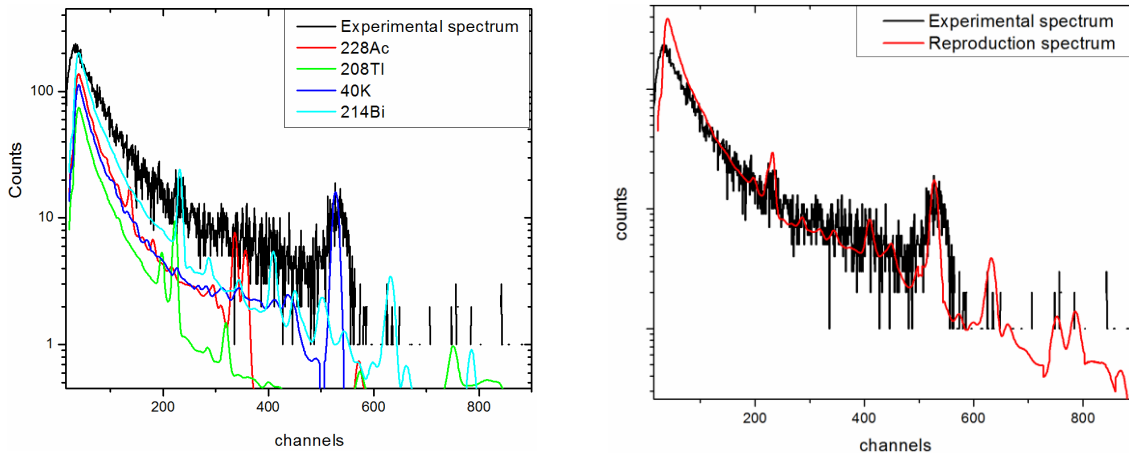 Experimental spectrum
228Ac
208Tl
40K
214Bi
Counts
100
10
1
200
400
600
800
channels
Experimental spectrum
Reproduction spectrum
counts
200
400
600
800
channels